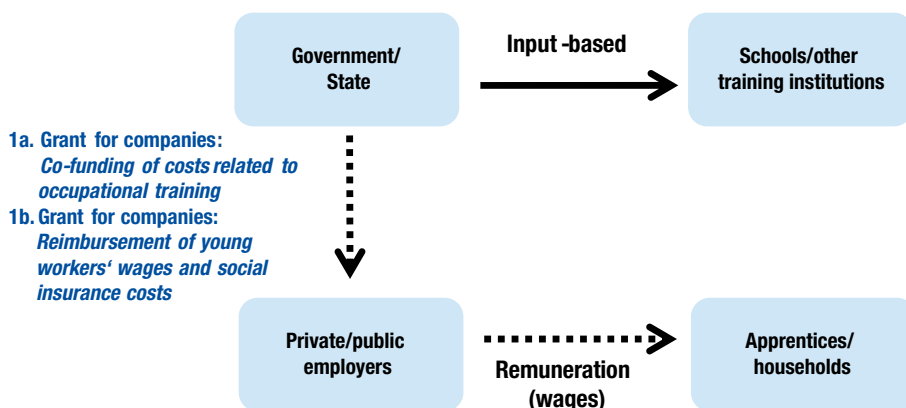 Government/
State
Input -based
Schools/other
training institutions
1a. Grant for companies:
Co-funding of costs related to
occupational training
1b. Grant for companies:
Reimbursement of young
workers‘ wages and social
insurance costs
Private/public
employers
Remuneration
(wages)
Apprentices/
households